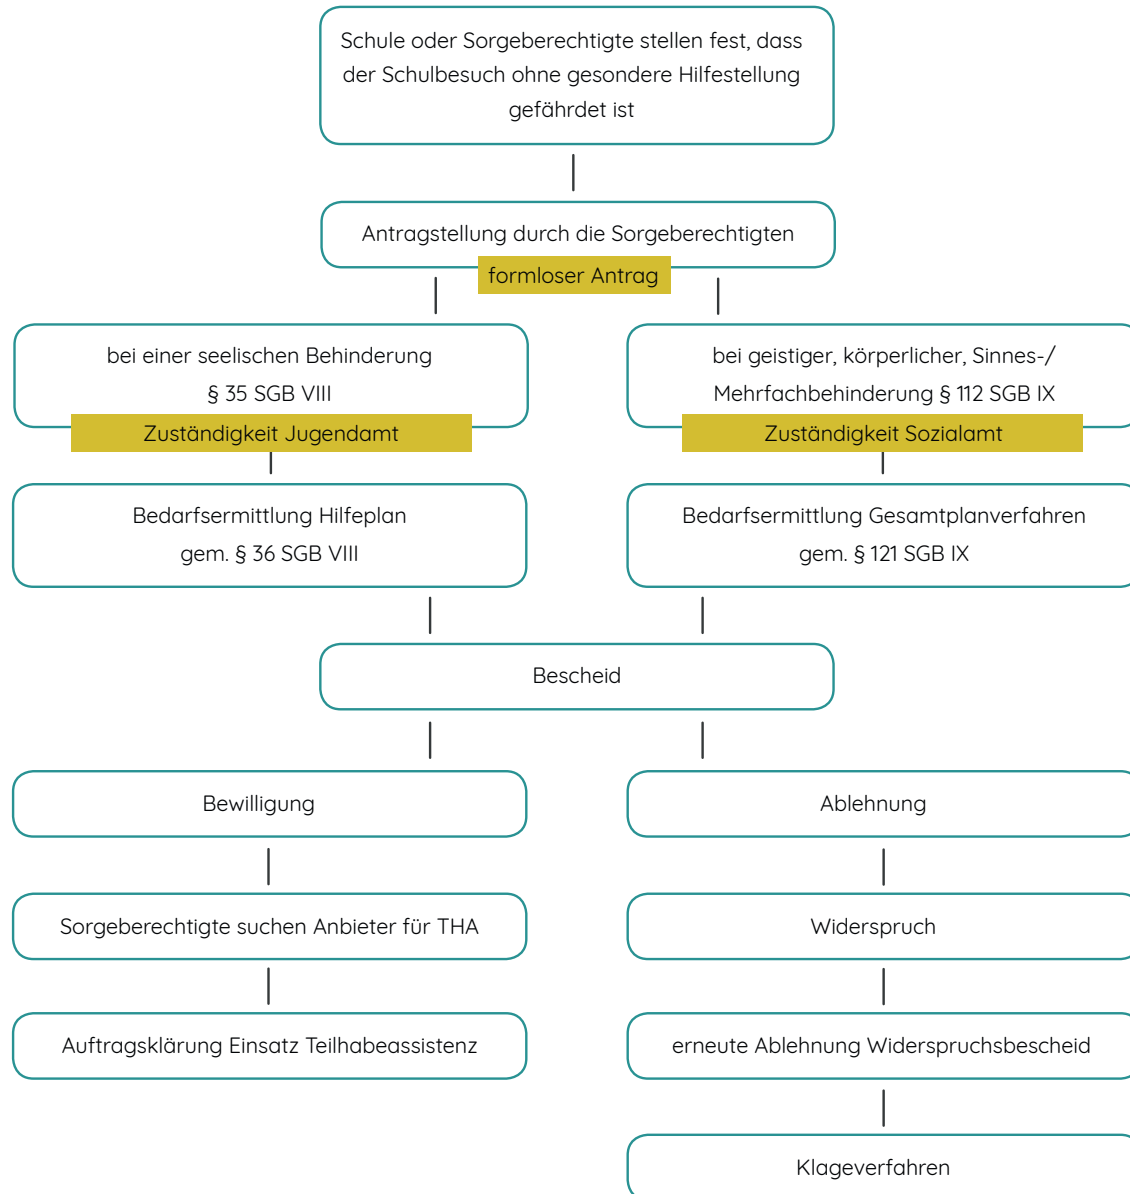 Schule oder Sorgeberechtigte stellen fest, dass
der Schulbesuch ohne gesondere Hilfestellung
gefährdet ist
Antragstellung durch die Sorgeberechtigten
formloser Antrag
bei einer seelischen Behinderung
§ 35 SGB VIII
Zuständigkeit Jugendamt
bei geistiger, körperlicher, Sinnes-/
Mehrfachbehinderung § 112 SGB IX
Zuständigkeit Sozialamt
Bedarfsermittlung Hilfeplan
gem. § 36 SGB VIII
Bedarfsermittlung Gesamtplanverfahren
gem. § 121 SGB IX
Bescheid
Bewilligung
Ablehnung
Sorgeberechtigte suchen Anbieter für THA
Widerspruch
Auftragsklärung Einsatz Teilhabeassistenz
erneute Ablehnung Widerspruchsbescheid
Klageverfahren